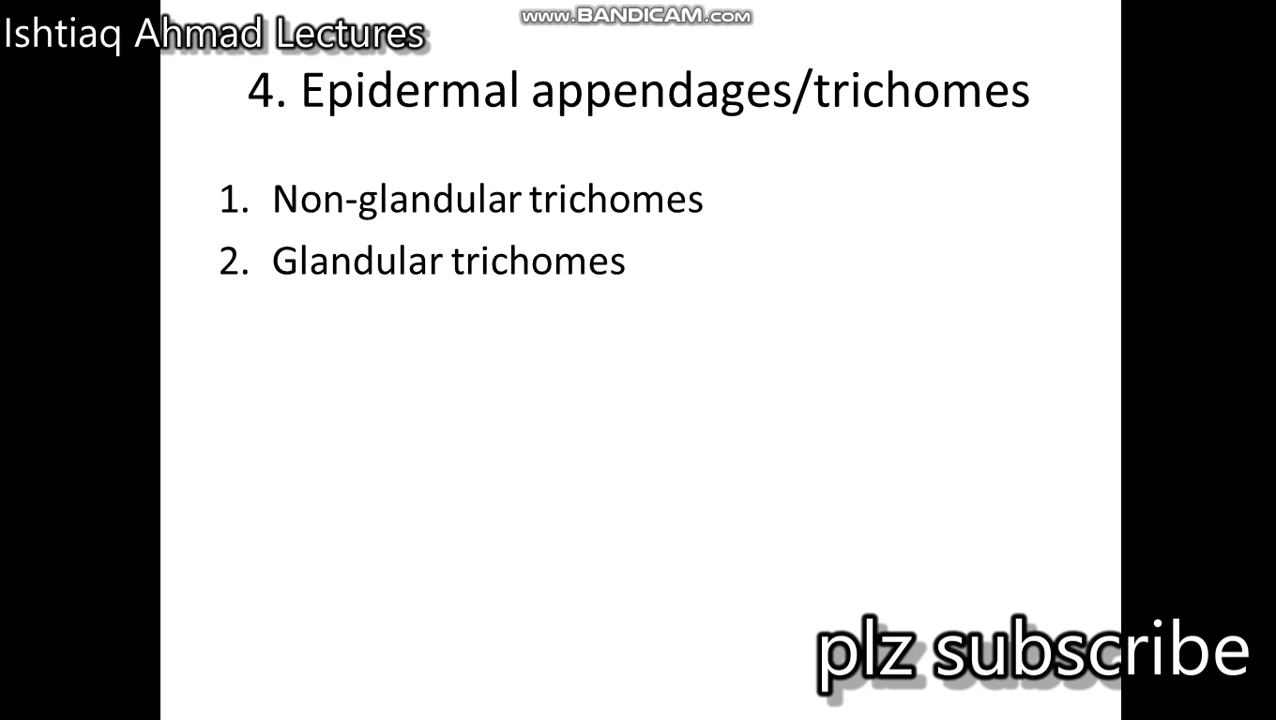 www.BANDICAM.com
Ishtiaq Ahmad Lectures
4. Epidermal appendages/trichomes
1. Non-glandular trichomes
2. Glandular trichomes
plz subscribe